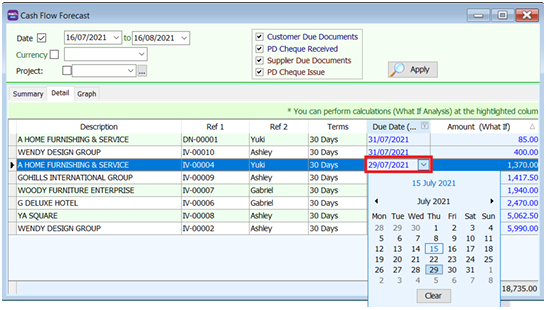 Cash Flow Forecast
Date 16/07/2021 to 16/08/2021
Currency
Project: ...
Customer Due Documents
PD Cheque Received
Supplier Due Documents
PD Cheque Issue
Apply
Summary Detail Graph
* You can perform calculations (What If Analysis) at the hightlighted colum
Description Ref 1 Ref 2 Terms Due Date (... Amount (What If)
A HOME FURNISHING & SERVICE DN-00001 Yuki 30 Days 31/07/2021 85.00
WENDY DESIGN GROUP IV-00010 Ashley 30 Days 31/07/2021 400.00
A HOME FURNISHING & SERVICE IV-00004 Yuki 30 Days 29/07/2021 1,370.00
GOHILLS INTERNATIONAL GROUP IV-00009 Ashley 30 Days 1,417.50
WOODY FURNITURE ENTERPRISE IV-00007 Gabriel 30 Days 1,940.00
G DELUXE HOTEL IV-00006 Gabriel 30 Days 2,470.00
YA SQUARE IV-00008 Ashley 30 Days 5,062.50
WENDY DESIGN GROUP IV-00002 Ashley 30 Days 5,990.00
15 July 2021
July 2021
Mon Tue Wed Thu Fri Sat Sun
28 29 30 1 2 3 4
5 6 7 8 9 10 11
12 13 14 15 16 17 18
19 20 21 22 23 24 25
26 27 28 29 30 31 1
2 3 4 5 6 7 8
Clear
18,735.00